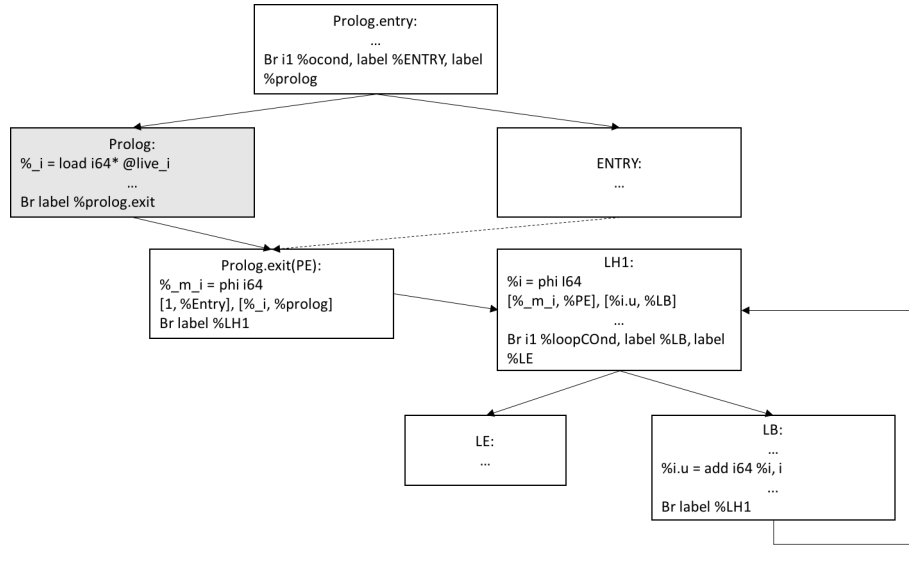 Prolog.entry:
...
Br i1 %ocond, label %ENTRY, label
%prolog
Prolog:
%_i = load i64* @live_i
...
Br label %prolog.exit
ENTRY:
...
Prolog.exit(PE):
%_m_i = phi i64
[1, %Entry], [%_i, %prolog]
Br label %LH1
LH1:
%i = phi I64
[%_m_i, %PE], [%i.u, %LB]
...
Br i1 %loopCOnd, label %LB, label
%LE
LE:
...
LB:
...
%i.u = add i64 %i, i
...
Br label %LH1